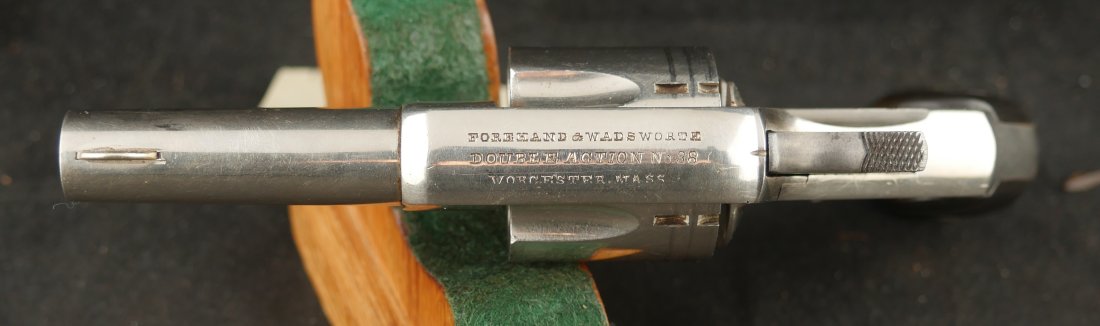 FOREHAND & WADSWORTH
DOUBLE ACTION No 38
WORCESTER, MASS